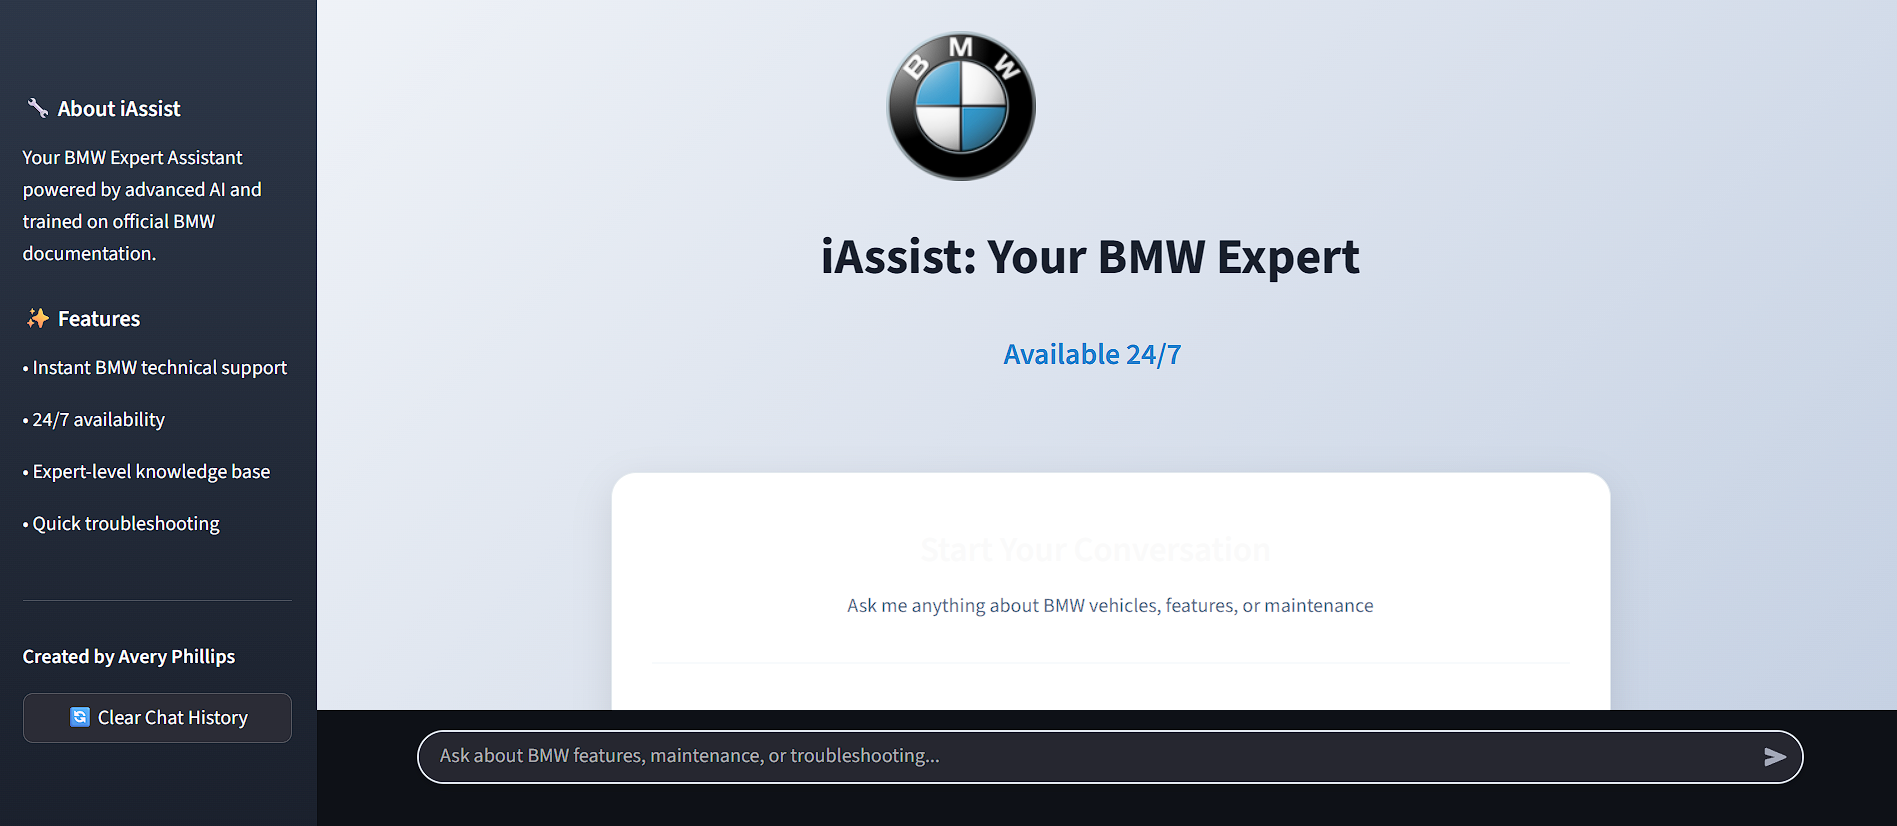 🔧 About iAssist
Your BMW Expert Assistant
powered by advanced AI and
trained on official BMW
documentation.
✨ Features
• Instant BMW technical support
• 24/7 availability
• Expert-level knowledge base
• Quick troubleshooting
Created by Avery Phillips
🔄 Clear Chat History
BMW
iAssist: Your BMW Expert
Available 24/7
Start Your Conversation
Ask me anything about BMW vehicles, features, or maintenance
Ask about BMW features, maintenance, or troubleshooting...